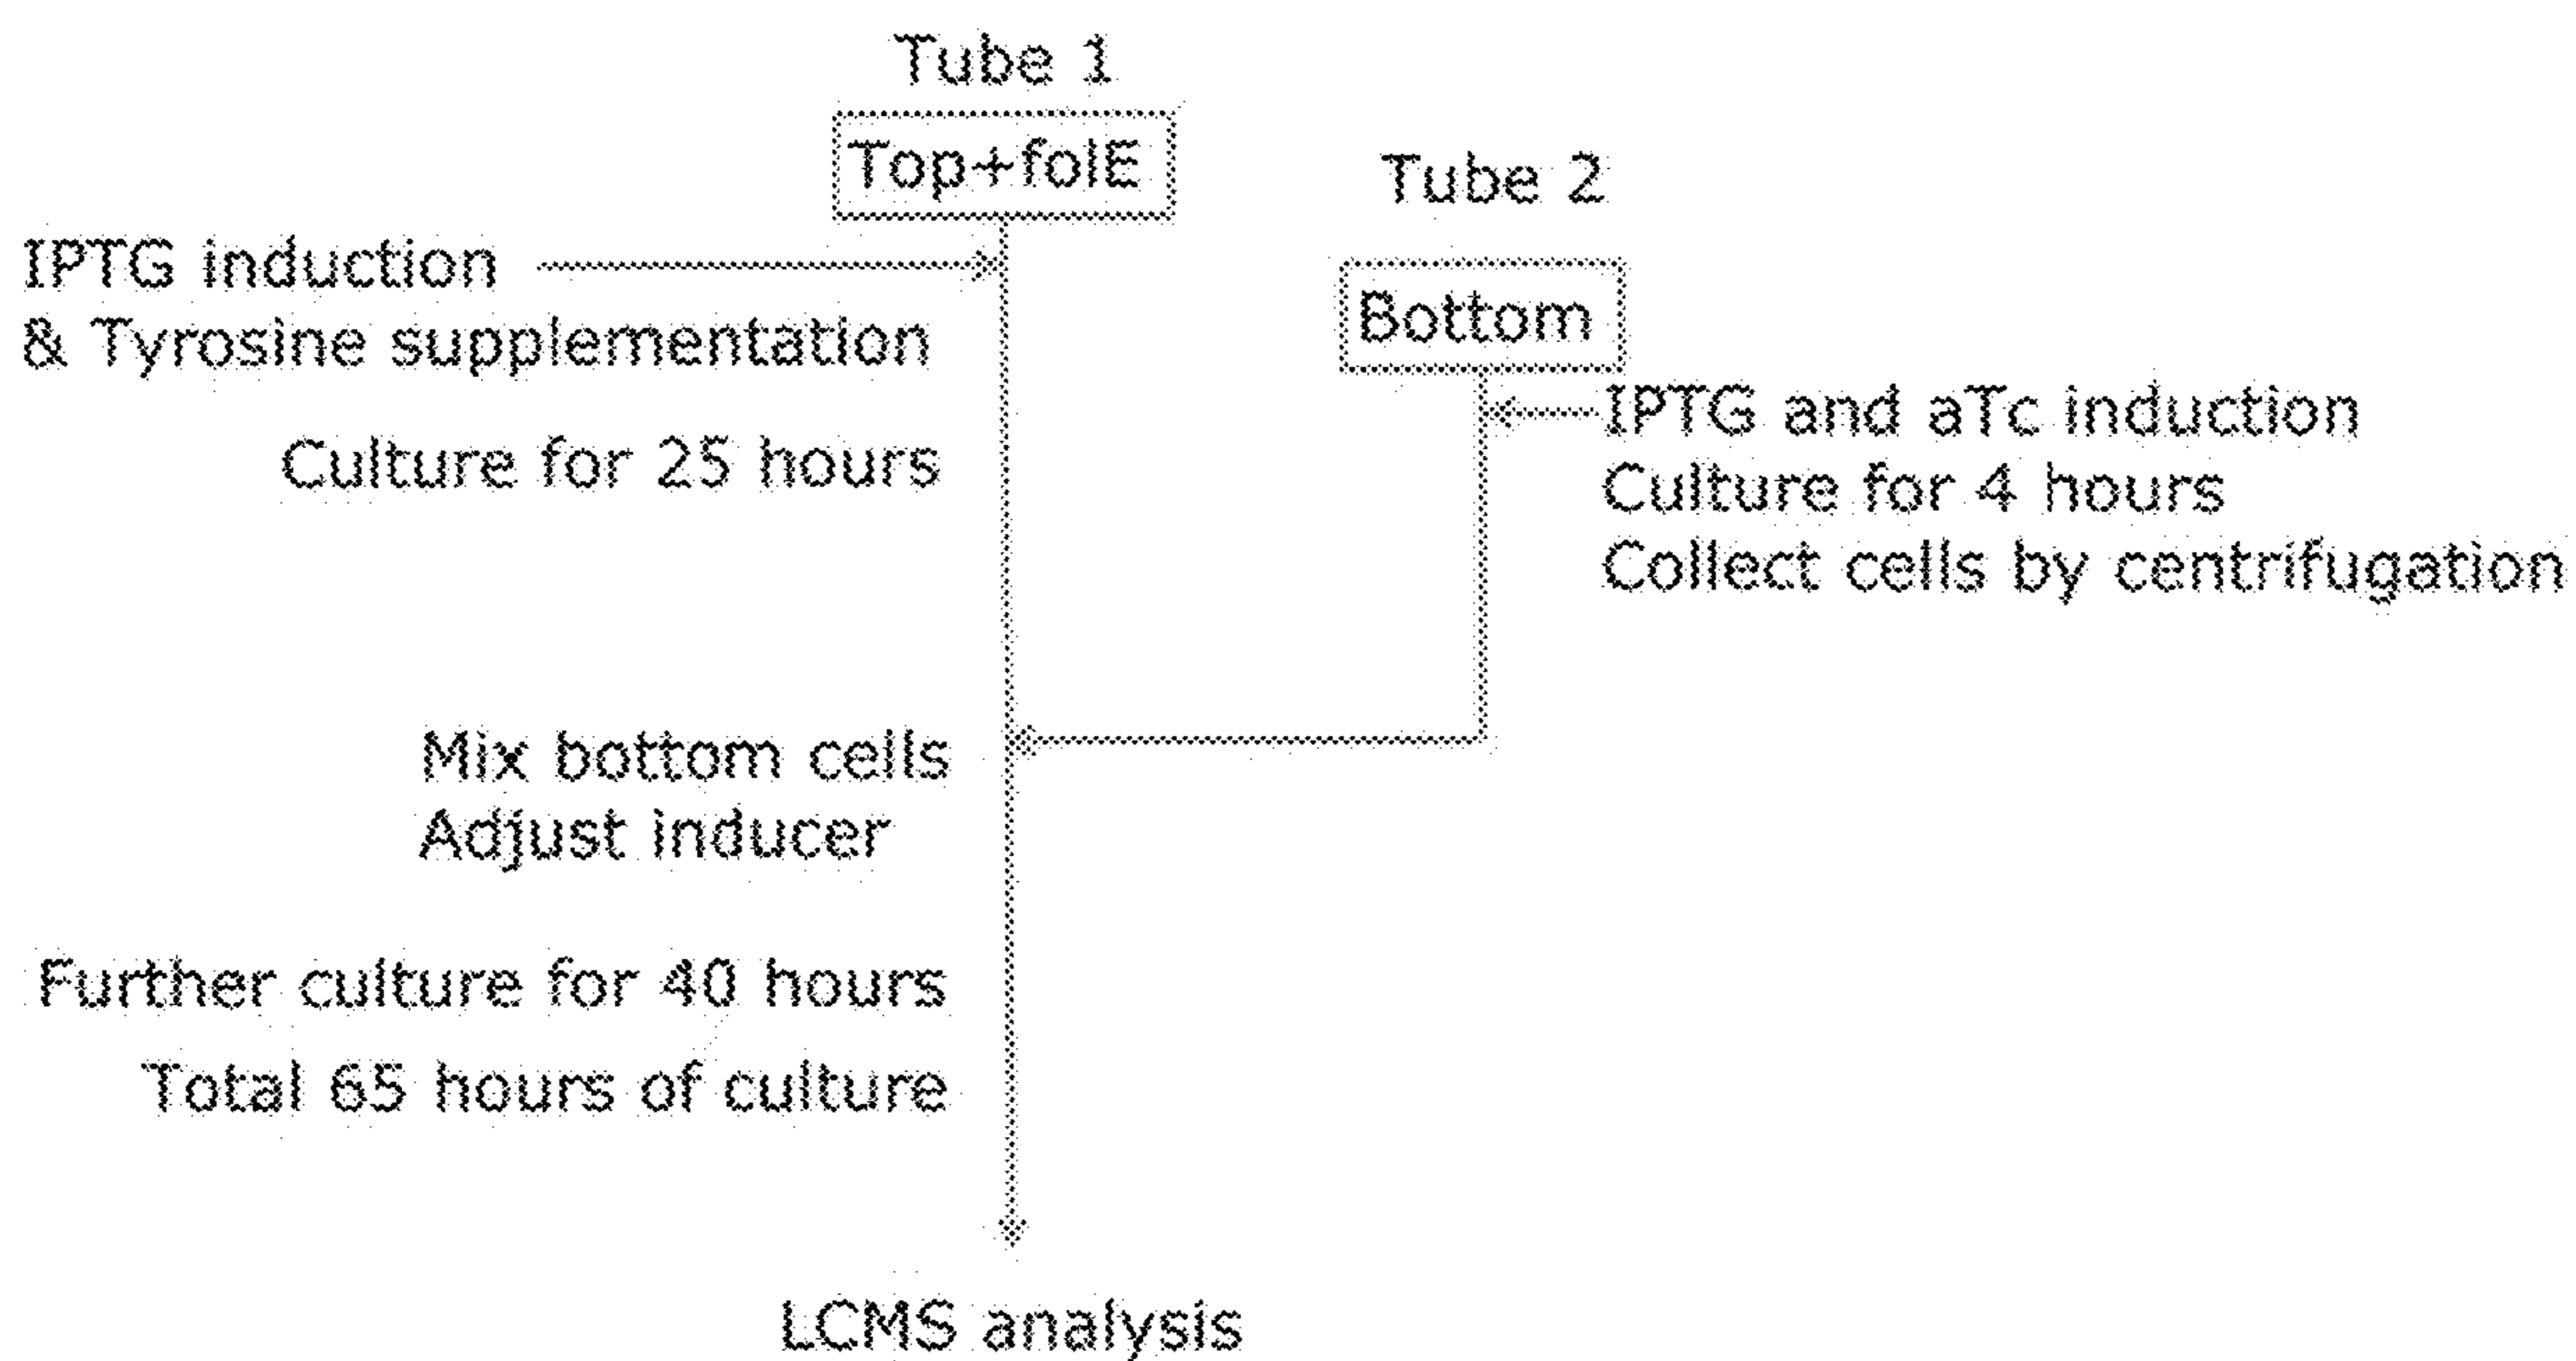 Tube 1
Top+folE
Tube 2
IPTG induction
& Tyrosine supplementation
Bottom
IPTG and aTc induction
Culture for 25 hours
Culture for 4 hours
Collect cells by centrifugation
Mix bottom cells
Adjust inducer
Further culture for 40 hours
Total 65 hours of culture
LCMS analysis